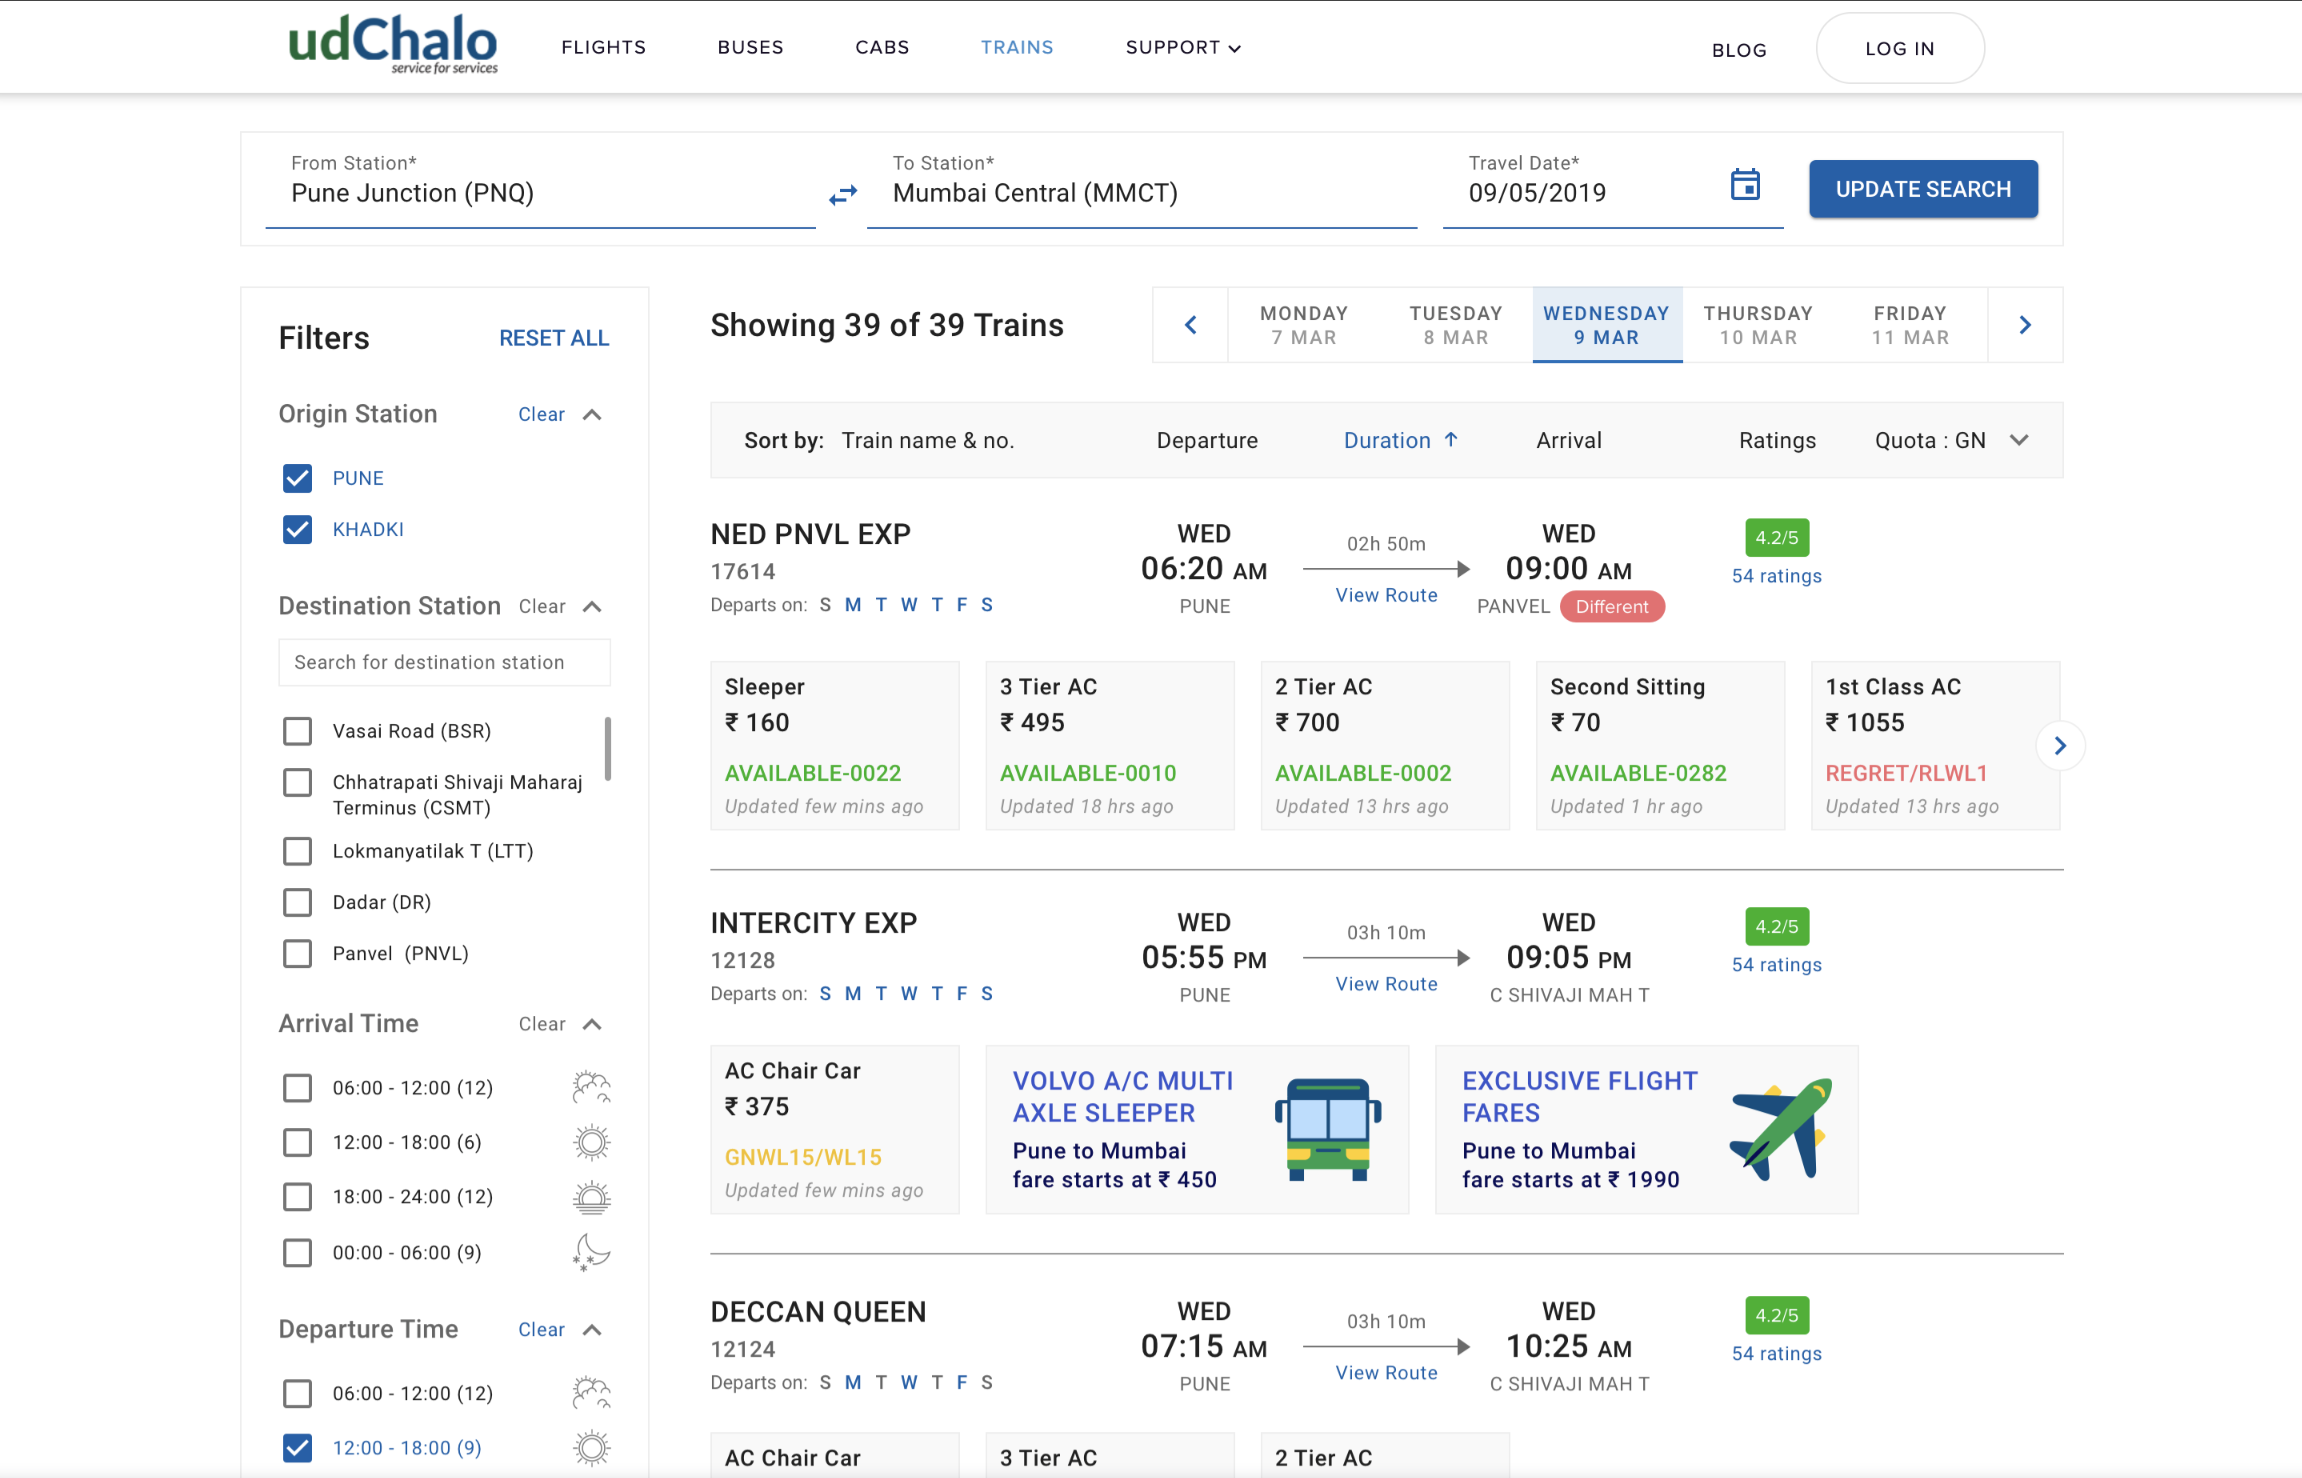 udChalo
service for services
FLIGHTS
BUSES
CABS
TRAINS
SUPPORT
BLOG
LOG IN
From Station*
Pune Junction (PNQ)
To Station*
Mumbai Central (MMCT)
Travel Date*
09/05/2019
UPDATE SEARCH
Filters
RESET ALL
Origin Station
Clear
PUNE
KHADKI
Destination Station
Clear
Search for destination station
Vasai Road (BSR)
Chhatrapati Shivaji Maharaj
Terminus (CSMT)
Lokmanyatilak T (LTT)
Dadar (DR)
Panvel (PNVL)
Arrival Time
Clear
06:00 - 12:00 (12)
12:00 - 18:00 (6)
18:00 - 24:00 (12)
00:00 - 06:00 (9)
Departure Time
Clear
06:00 - 12:00 (12)
12:00 - 18:00 (9)
Showing 39 of 39 Trains
MONDAY
7 MAR
TUESDAY
8 MAR
WEDNESDAY
9 MAR
THURSDAY
10 MAR
FRIDAY
11 MAR
Sort by: Train name & no.
Departure
Duration ↑
Arrival
Ratings
Quota : GN
NED PNVL EXP
17614
Departs on: S M T W T F S
WED
06:20 AM
PUNE
02h 50m
View Route
WED
09:00 AM
PANVEL Different
4.2/5
54 ratings
Sleeper
₹ 160
AVAILABLE-0022
Updated few mins ago
3 Tier AC
₹ 495
AVAILABLE-0010
Updated 18 hrs ago
2 Tier AC
₹ 700
AVAILABLE-0002
Updated 13 hrs ago
Second Sitting
₹ 70
AVAILABLE-0282
Updated 1 hr ago
1st Class AC
₹ 1055
REGRET/RLWL1
Updated 13 hrs ago
INTERCITY EXP
12128
Departs on: S M T W T F S
WED
05:55 PM
PUNE
03h 10m
View Route
WED
09:05 PM
C SHIVAJI MAH T
4.2/5
54 ratings
AC Chair Car
₹ 375
GNWL15/WL15
Updated few mins ago
VOLVO A/C MULTI
AXLE SLEEPER
Pune to Mumbai
fare starts at ₹ 450
EXCLUSIVE FLIGHT
FARES
Pune to Mumbai
fare starts at ₹ 1990
DECCAN QUEEN
12124
Departs on: S M T W T F S
WED
07:15 AM
PUNE
03h 10m
View Route
WED
10:25 AM
C SHIVAJI MAH T
4.2/5
54 ratings
AC Chair Car
3 Tier AC
2 Tier AC